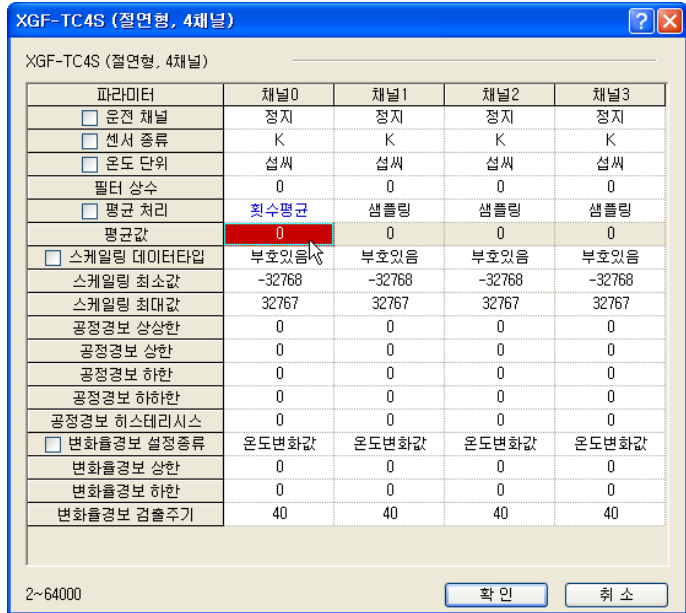 XGF-TC4S (절연형, 4채널)
XGF-TC4S (절연형, 4채널)
파라미터 채널0 채널1 채널2 채널3
운전 채널 정지 정지 정지 정지
센서 종류 K K K K
온도 단위 섭씨 섭씨 섭씨 섭씨
필터 상수 0 0 0 0
평균 처리 횟수평균 샘플링 샘플링 샘플링
평균값 0 0 0 0
스케일링 데이터타입 부호있음 부호있음 부호있음 부호있음
스케일링 최소값 -32768 -32768 -32768 -32768
스케일링 최대값 32767 32767 32767 32767
공정경보 상상한 0 0 0 0
공정경보 상한 0 0 0 0
공정경보 하한 0 0 0 0
공정경보 하하한 0 0 0 0
공정경보 히스테리시스 0 0 0 0
변화율경보 설정종류 온도변화값 온도변화값 온도변화값 온도변화값
변화율경보 상한 0 0 0 0
변화율경보 하한 0 0 0 0
변화율경보 검출주기 40 40 40 40
2~64000 확 인 취 소